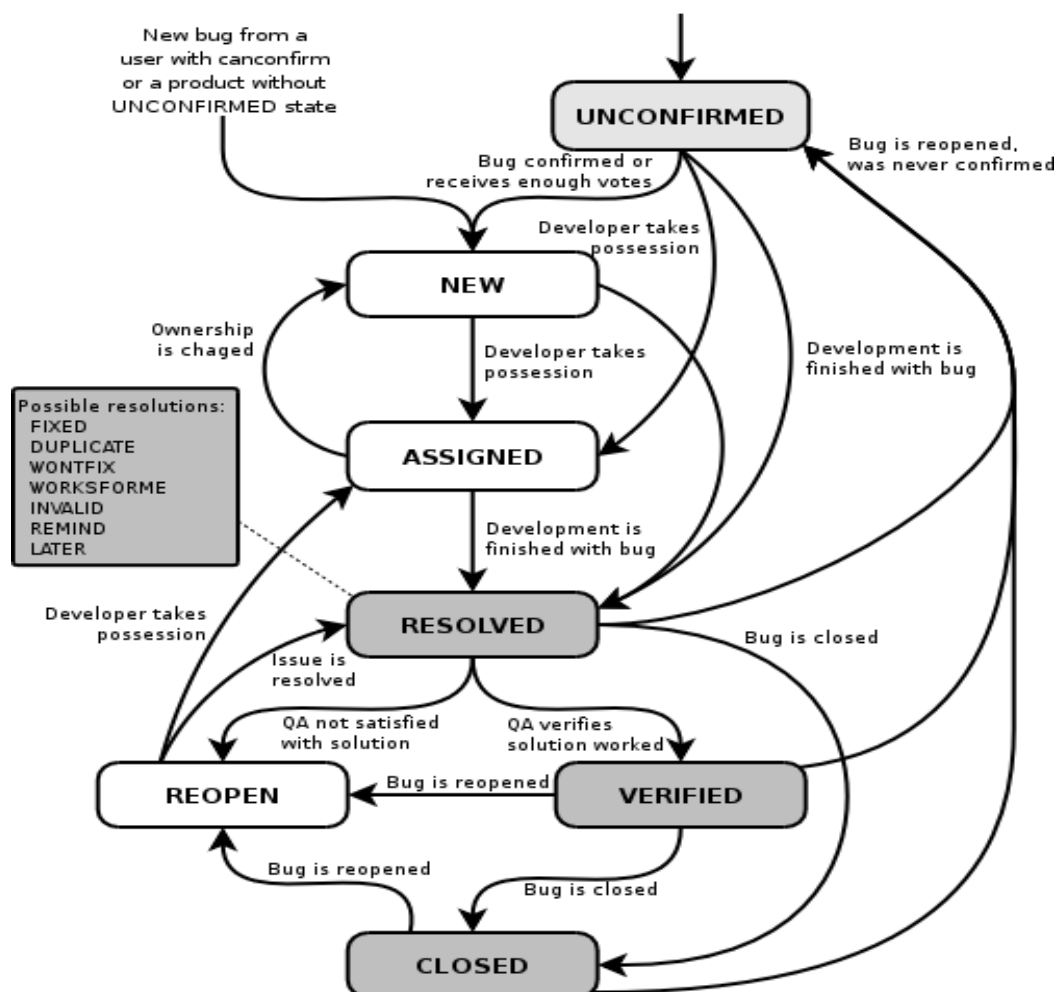 New bug from a
user with canconfirm
or a product without
UNCONFIRMED state
UNCONFIRMED
Bug is reopened,
was never confirmed
Bug confirmed or
receives enough votes
Developer takes
possession
NEW
Ownership
is chaged
Developer takes
possession
Development is
finished with bug
Possible resolutions:
FIXED
DUPLICATE
WONTFIX
WORKSFORME
INVALID
REMIND
LATER
ASSIGNED
Development is
finished with bug
RESOLVED
Developer takes
possession
Issue is
resolved
Bug is closed
QA not satisfied
with solution
QA verifies
solution worked
REOPEN
Bug is reopened
VERIFIED
Bug is reopened
Bug is closed
CLOSED